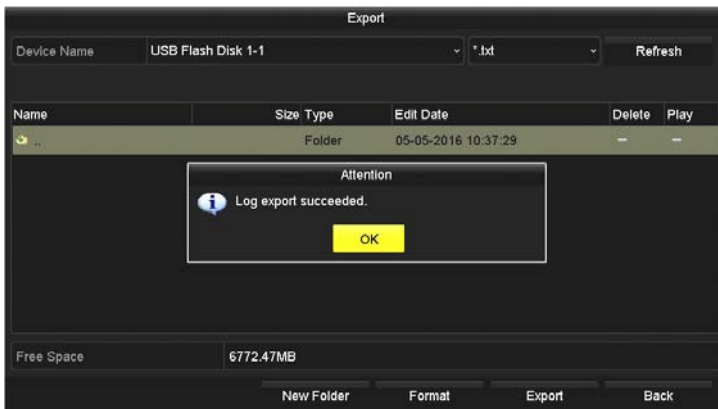 Export
Device Name USB Flash Disk 1-1 *.txt Refresh
Name Size Type Edit Date Delete Play
.. Folder 05-05-2016 10:37:29 — —
Attention
Log export succeeded.
OK
Free Space 6772.47MB
New Folder Format Export Back